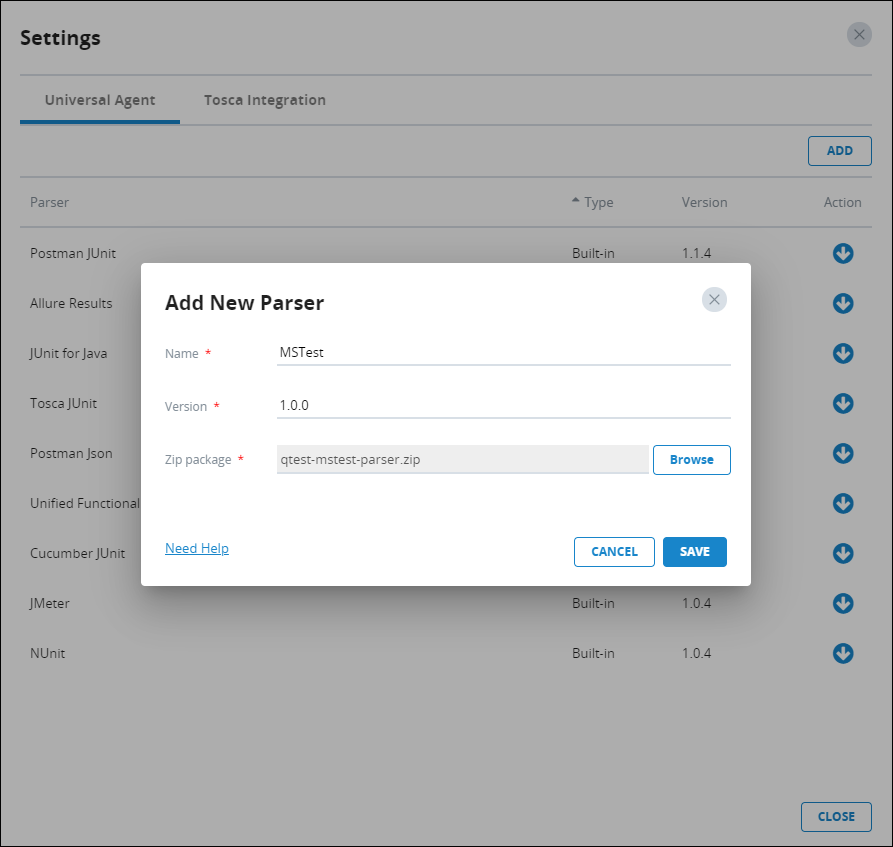 Settings
Universal Agent Tosca Integration
ADD
Parser Type Version Action
Postman JUnit Built-in 1.1.4
Allure Results
JUnit for Java
Tosca JUnit
Postman Json
Unified Functional
Cucumber JUnit
JMeter Built-in 1.0.4
NUnit Built-in 1.0.4
Add New Parser
Name * MSTest
Version * 1.0.0
Zip package * qtest-mstest-parser.zip Browse
Need Help CANCEL SAVE
CLOSE